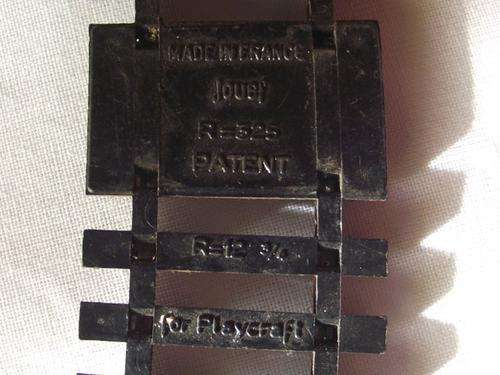 MADE IN FRANCE
jouef
R=325
PATENT
R=12" ¾
for Playcraft